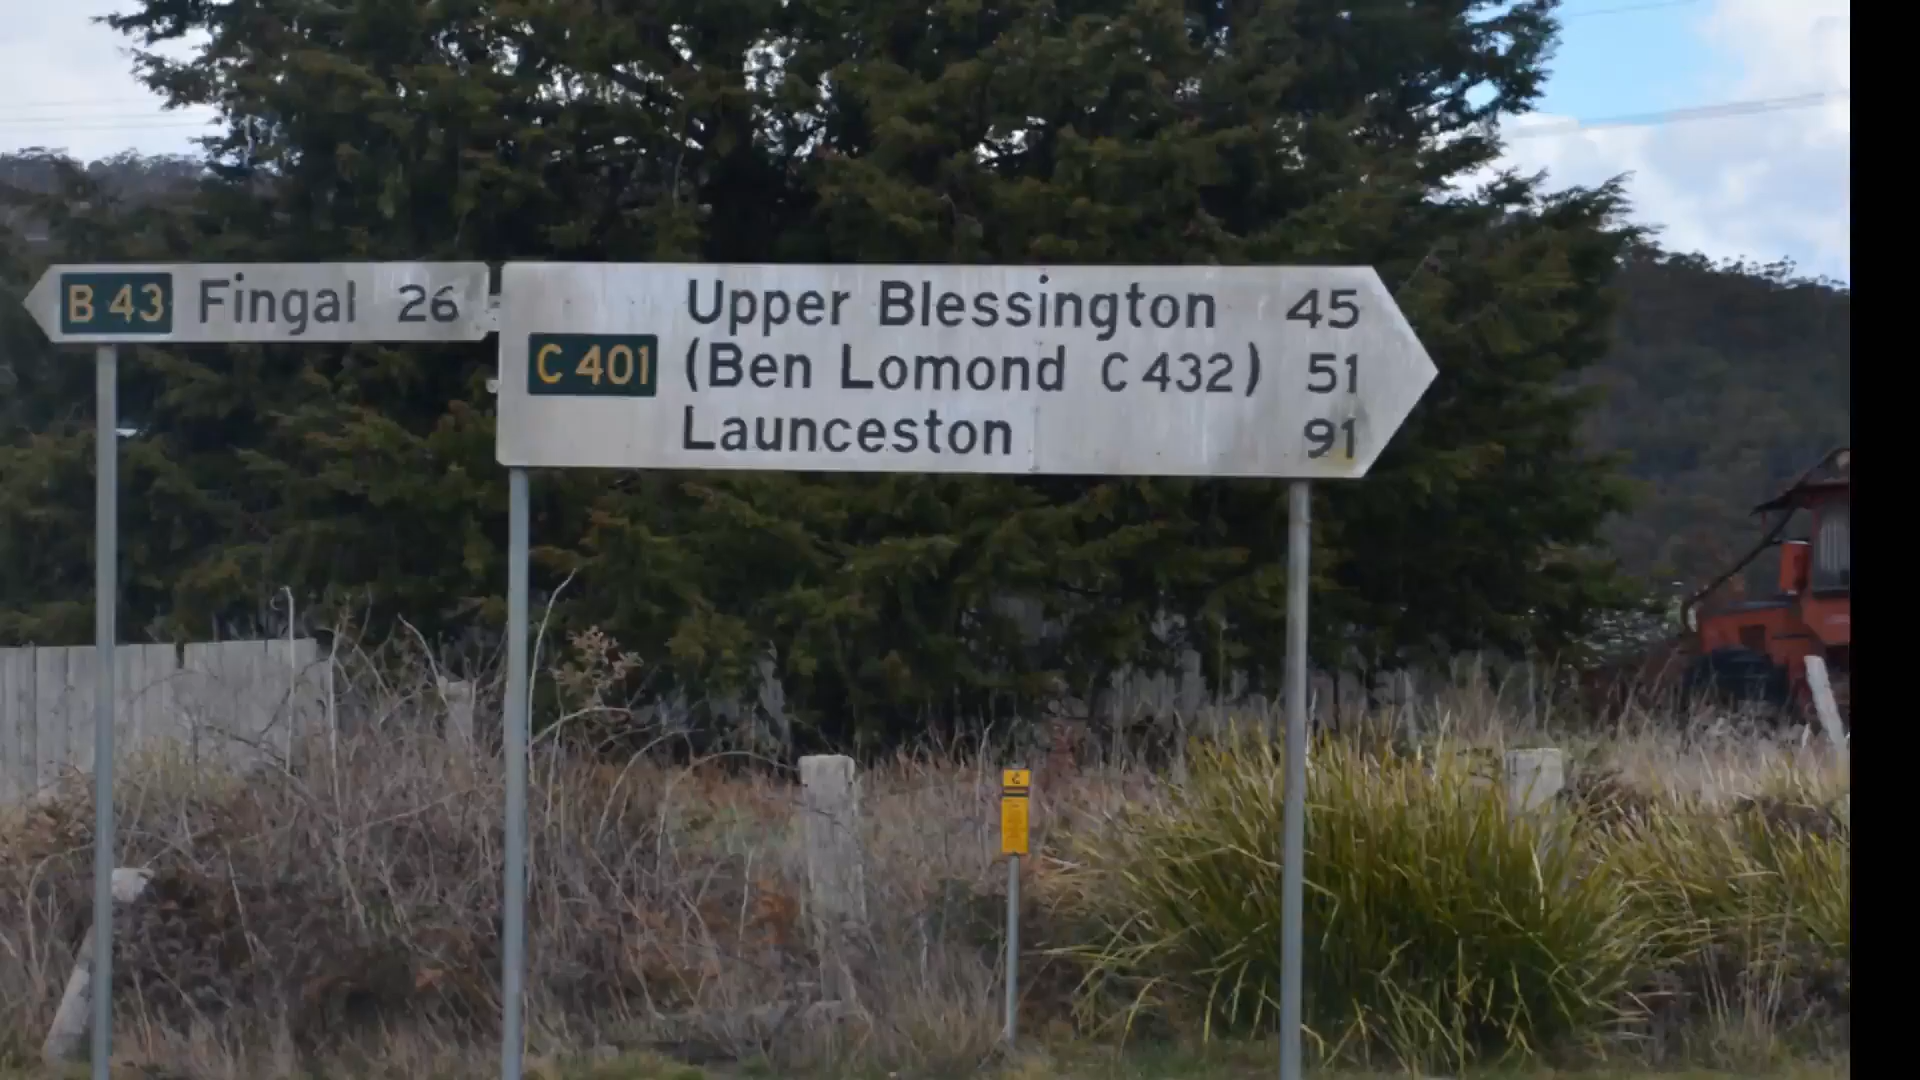 B 43 Fingal 26
Upper Blessington 45
C 401 (Ben Lomond C 432) 51
Launceston 91